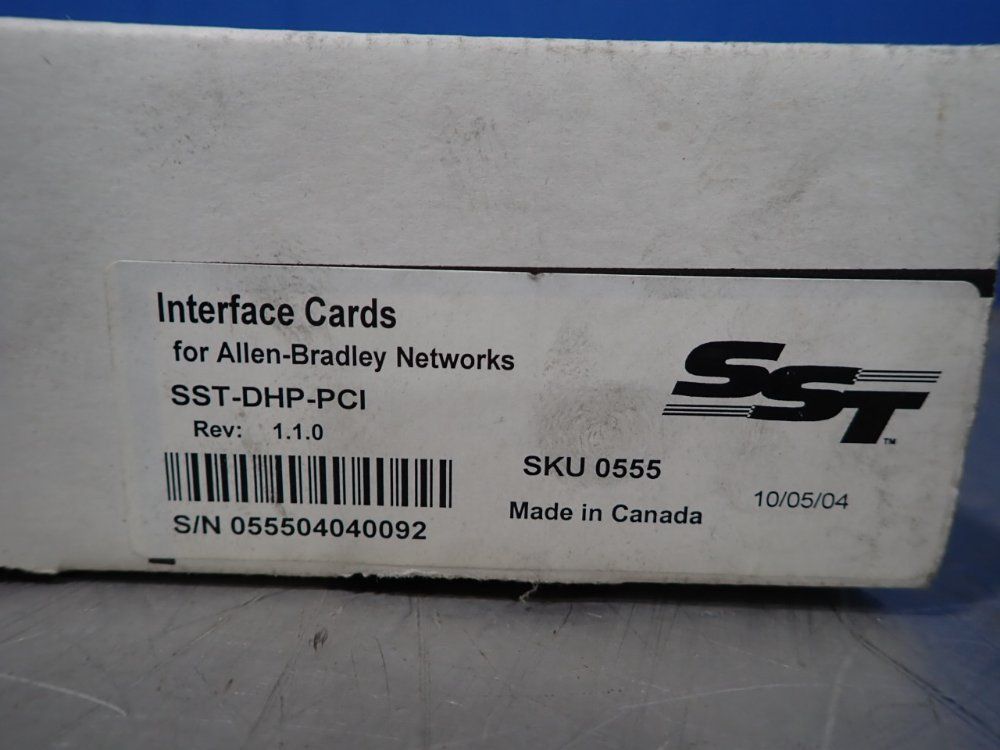 Interface Cards
for Allen-Bradley Networks
SST-DHP-PCI
Rev: 1.1.0
S/N 055504040092
SST™
SKU 0555
Made in Canada
10/05/04